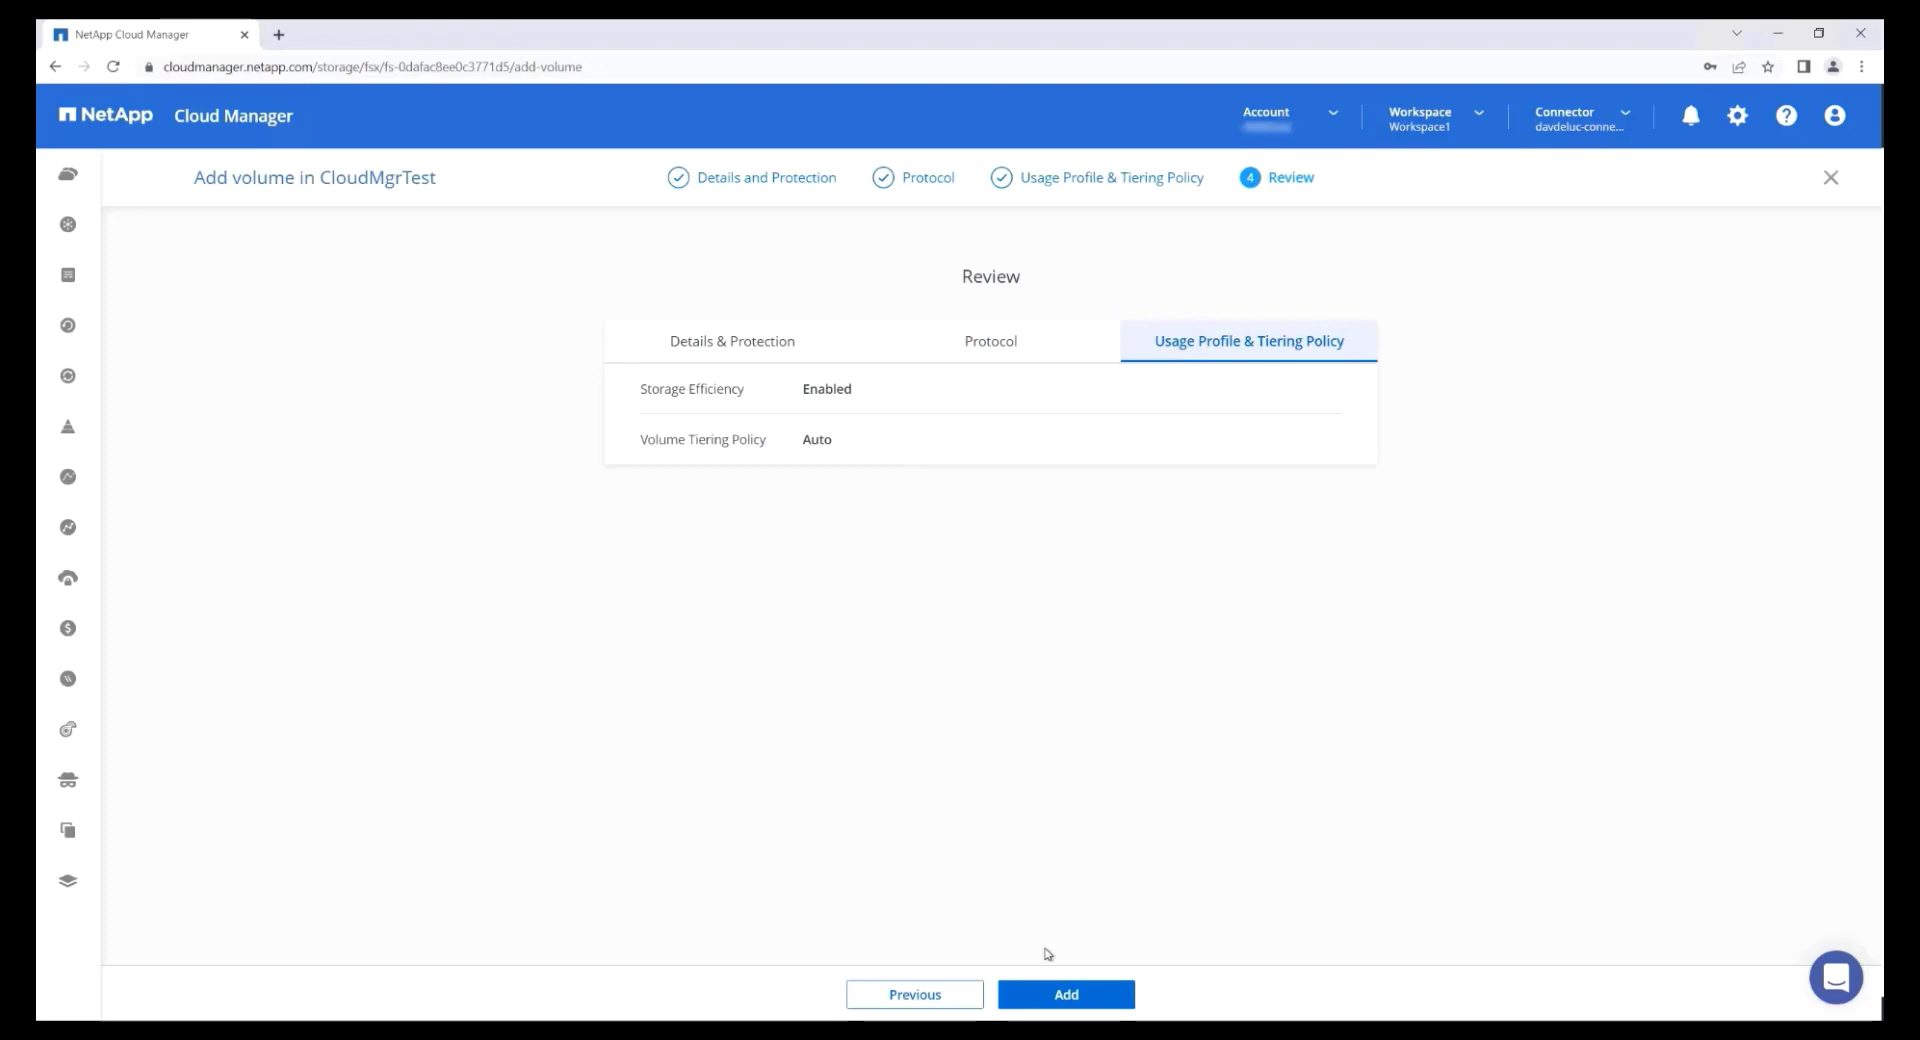 NetApp Cloud Manager
cloudmanager.netapp.com/storage/fsx/fs-0dafac8ee0c3771d5/add-volume
NetApp Cloud Manager
Account
Workspace
Workspace1
Connector
davdeluc-conne...
Add volume in CloudMgrTest
Details and Protection
Protocol
Usage Profile & Tiering Policy
4 Review
Review
Details & Protection
Protocol
Usage Profile & Tiering Policy
Storage Efficiency Enabled
Volume Tiering Policy Auto
Previous
Add